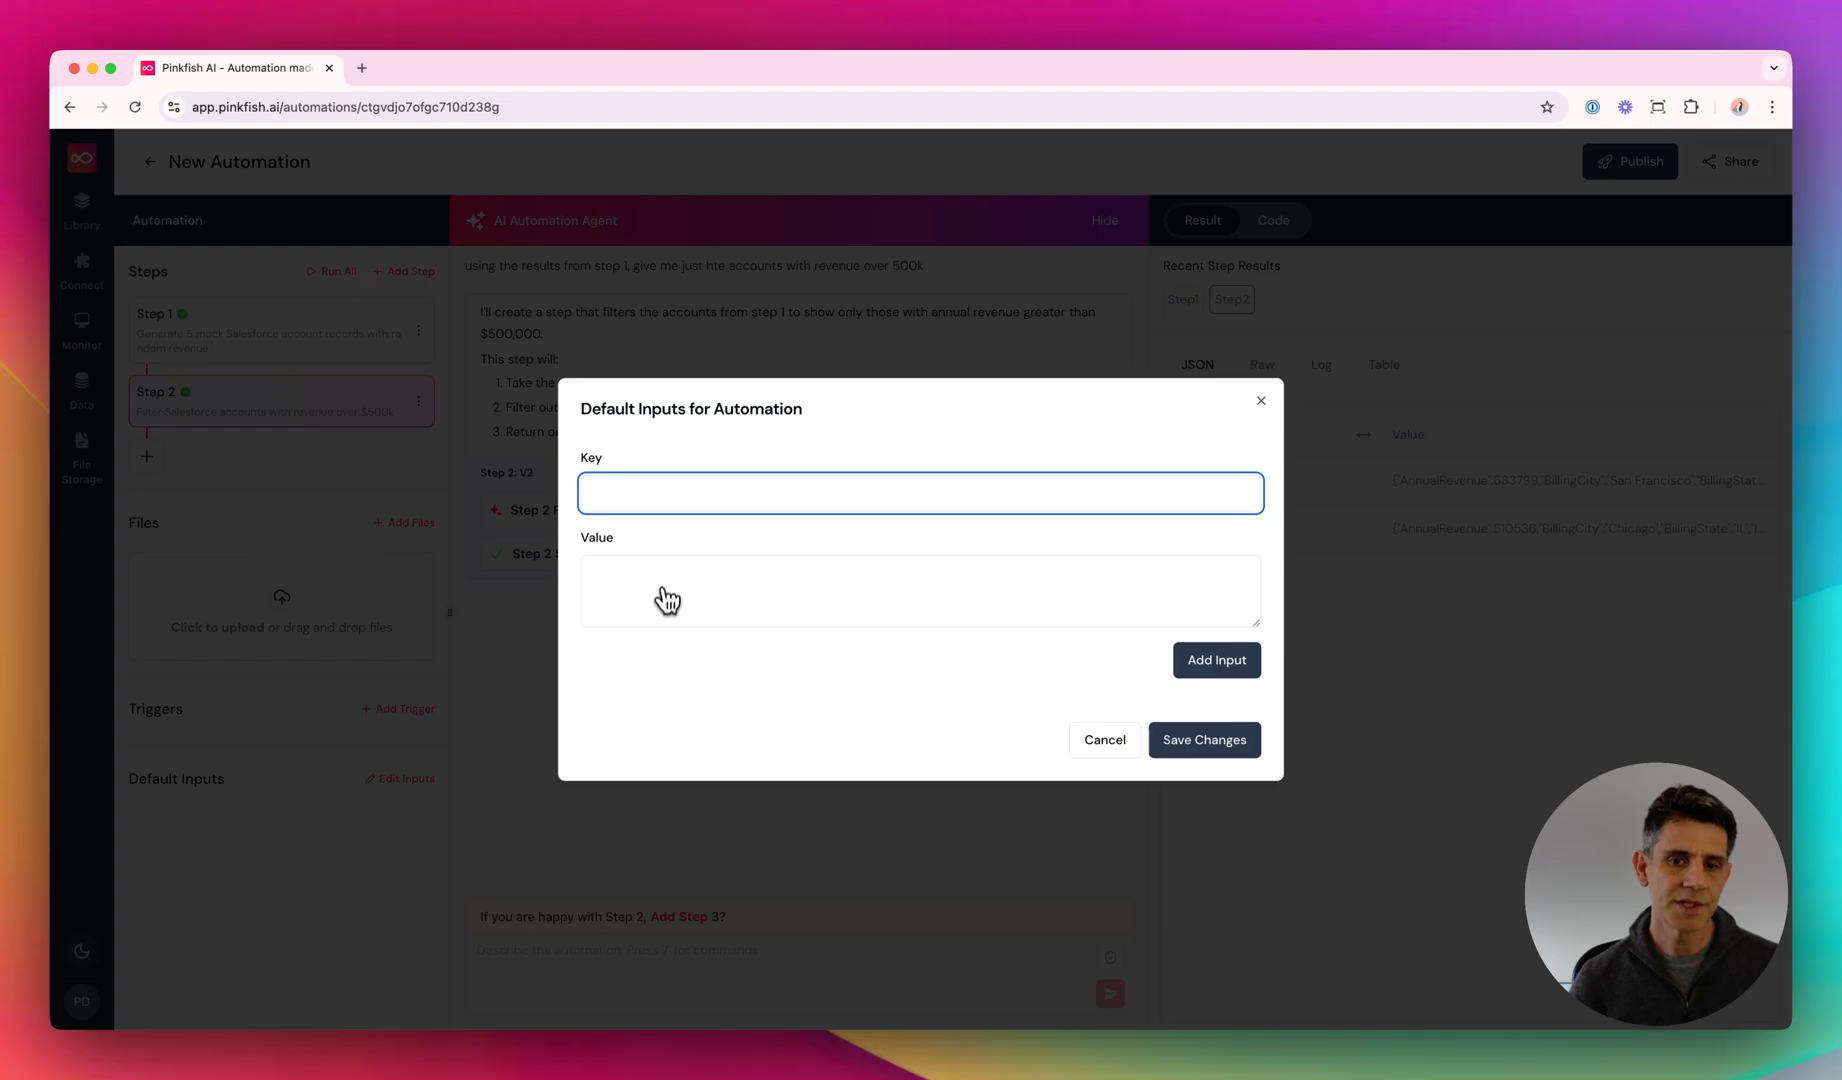 Pinkfish AI - Automation mad
app.pinkfish.ai/automations/ctgvdjo7ofgc710d238g
New Automation
Publish
Share
Library
Connect
Monitor
Data
File
Storage
PD
Automation
AI Automation Agent
Hide
Result
Code
Steps
Run All
+ Add Step
Step 1
Generate 5 mock Salesforce account records with ra
ndom revenue
Step 2
Filter Salesforce accounts with revenue over $500k
Files
+ Add Files
Click to upload or drag and drop files
Triggers
+ Add Trigger
Default Inputs
Edit Inputs
using the results from step 1, give me just hte accounts with revenue over 500k
I'll create a step that filters the accounts from step 1 to show only those with annual revenue greater than
$500,000.
This step will:
1. Take the
2. Filter out
3. Return
Step 2: V2
Step 2
Step 2
If you are happy with Step 2, Add Step 3?
Describe the automation. Press '/' for commands
Default Inputs for Automation
Key
Value
Add Input
Cancel
Save Changes
Recent Step Results
Step1
Step2
JSON
Raw
Log
Table
Value
{"AnnualRevenue":683799,"BillingCity":"San Francisco","BillingStat...
{"AnnualRevenue":510536,"BillingCity":"Chicago","BillingState":"IL","I...